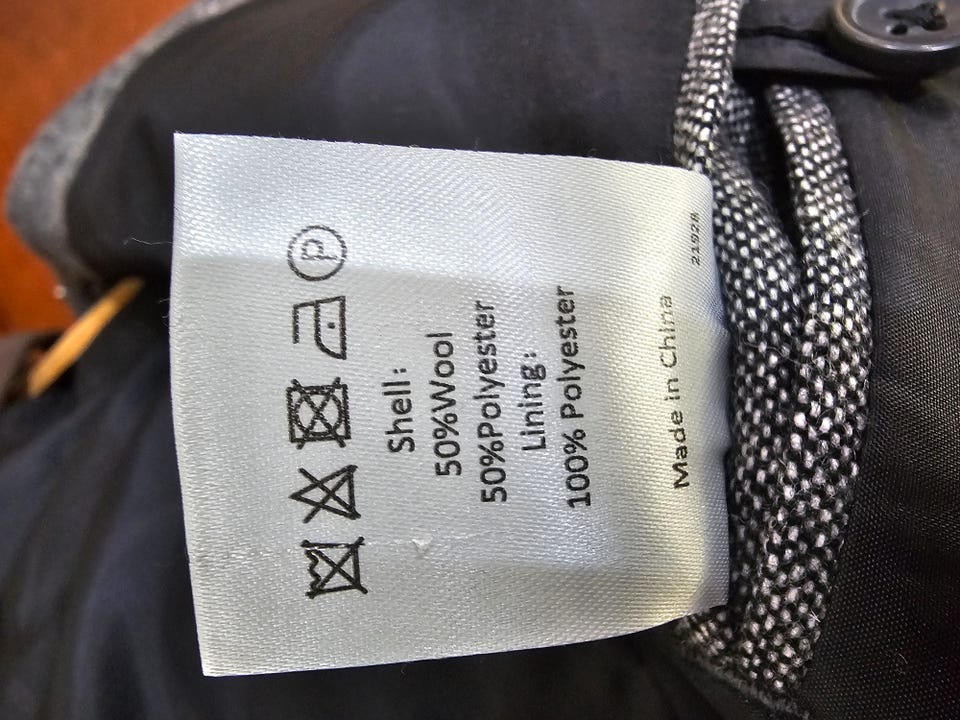 P
Shell:
50%Wool
50%Polyester
Lining:
100% Polyester
Made in China
21928